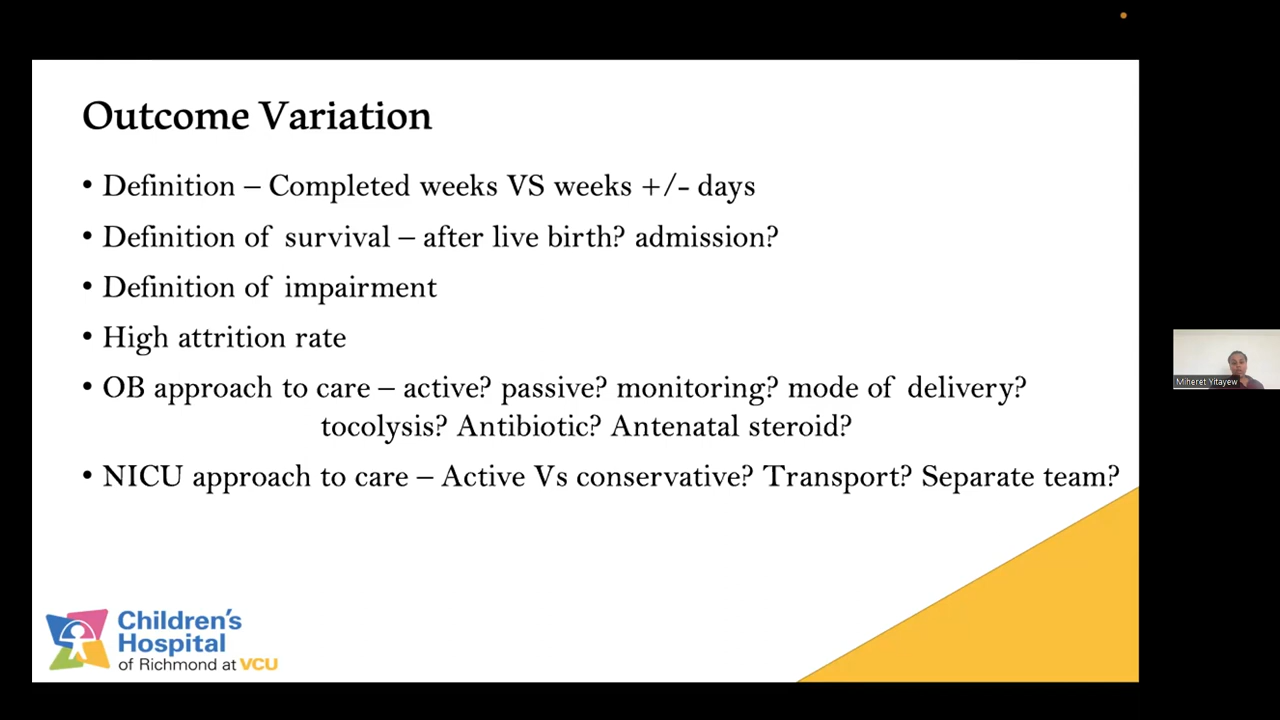 Outcome Variation
• Definition – Completed weeks VS weeks +/- days
• Definition of survival – after live birth? admission?
• Definition of impairment
• High attrition rate
• OB approach to care – active? passive? monitoring? mode of delivery?
tocolysis? Antibiotic? Antenatal steroid?
• NICU approach to care – Active Vs conservative? Transport? Separate team?
Miheret Yitayew
Children's
Hospital
of Richmond at VCU